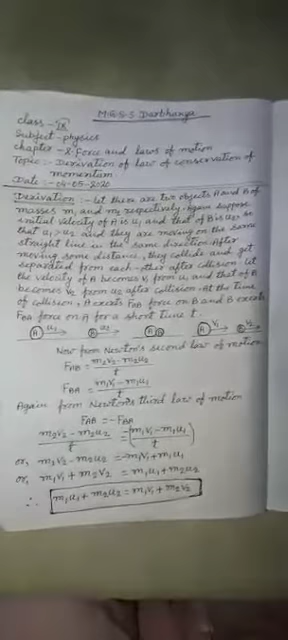 M.G.S.S Darbhanga
class - IX
Subject - physics
chapter - 8 Force and laws of motion
Topic - Derivation of law of conservation of
momentum
Date :- 04-05-2020
Derivation :- Let there are two objects A and B of
masses m₁ and m₂ respectively. Again suppose
initial velocity of A is u₁ and that of B is u₂, so
that u₁ > u₂ and they are moving on the same
straight line in the same direction. After
moving some distance, they collide and get
separated from each-other after collision. Let
the velocity of A becomes v₁ from u₁ and that of B
becomes v₂ from u₂ after collision. At the time
of collision, A exerts FAB force on B and B exerts
FBA force on A for a short time t.
A u₁ B u₂ A B A v₁ B v₂
Now from Newton's second law of motion
FAB = m₂v₂ - m₂u₂ / t
FBA = m₁v₁ - m₁u₁ / t
Again from Newton's third law of motion
FAB = - FBA
m₂v₂ - m₂u₂ / t = - (m₁v₁ - m₁u₁ / t)
or, m₂v₂ - m₂u₂ = -m₁v₁ + m₁u₁
or, m₁v₁ + m₂v₂ = m₁u₁ + m₂u₂
∴ m₁u₁ + m₂u₂ = m₁v₁ + m₂v₂